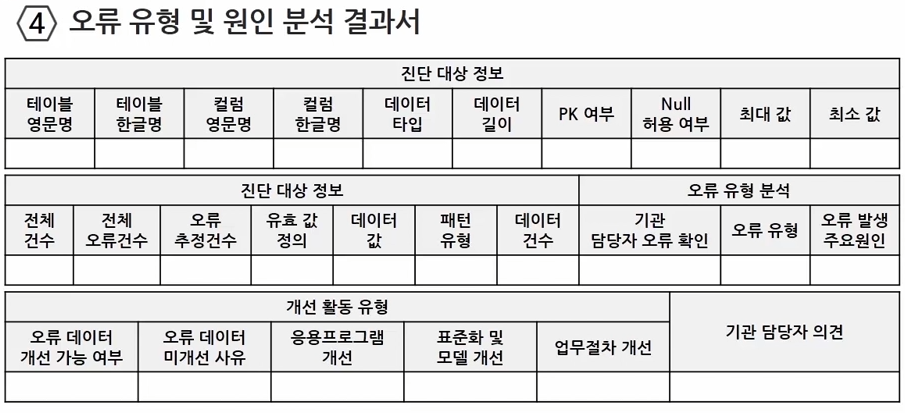 4 오류 유형 및 원인 분석 결과서
진단 대상 정보
테이블 영문명 테이블 한글명 컬럼 영문명 컬럼 한글명 데이터 타입 데이터 길이 PK 여부 Null 허용 여부 최대 값 최소 값
진단 대상 정보 오류 유형 분석
전체 건수 전체 오류건수 오류 추정건수 유효 값 정의 데이터 값 패턴 유형 데이터 건수 기관 담당자 오류 확인 오류 유형 오류 발생 주요원인
개선 활동 유형 기관 담당자 의견
오류 데이터 개선 가능 여부 오류 데이터 미개선 사유 응용프로그램 개선 표준화 및 모델 개선 업무절차 개선